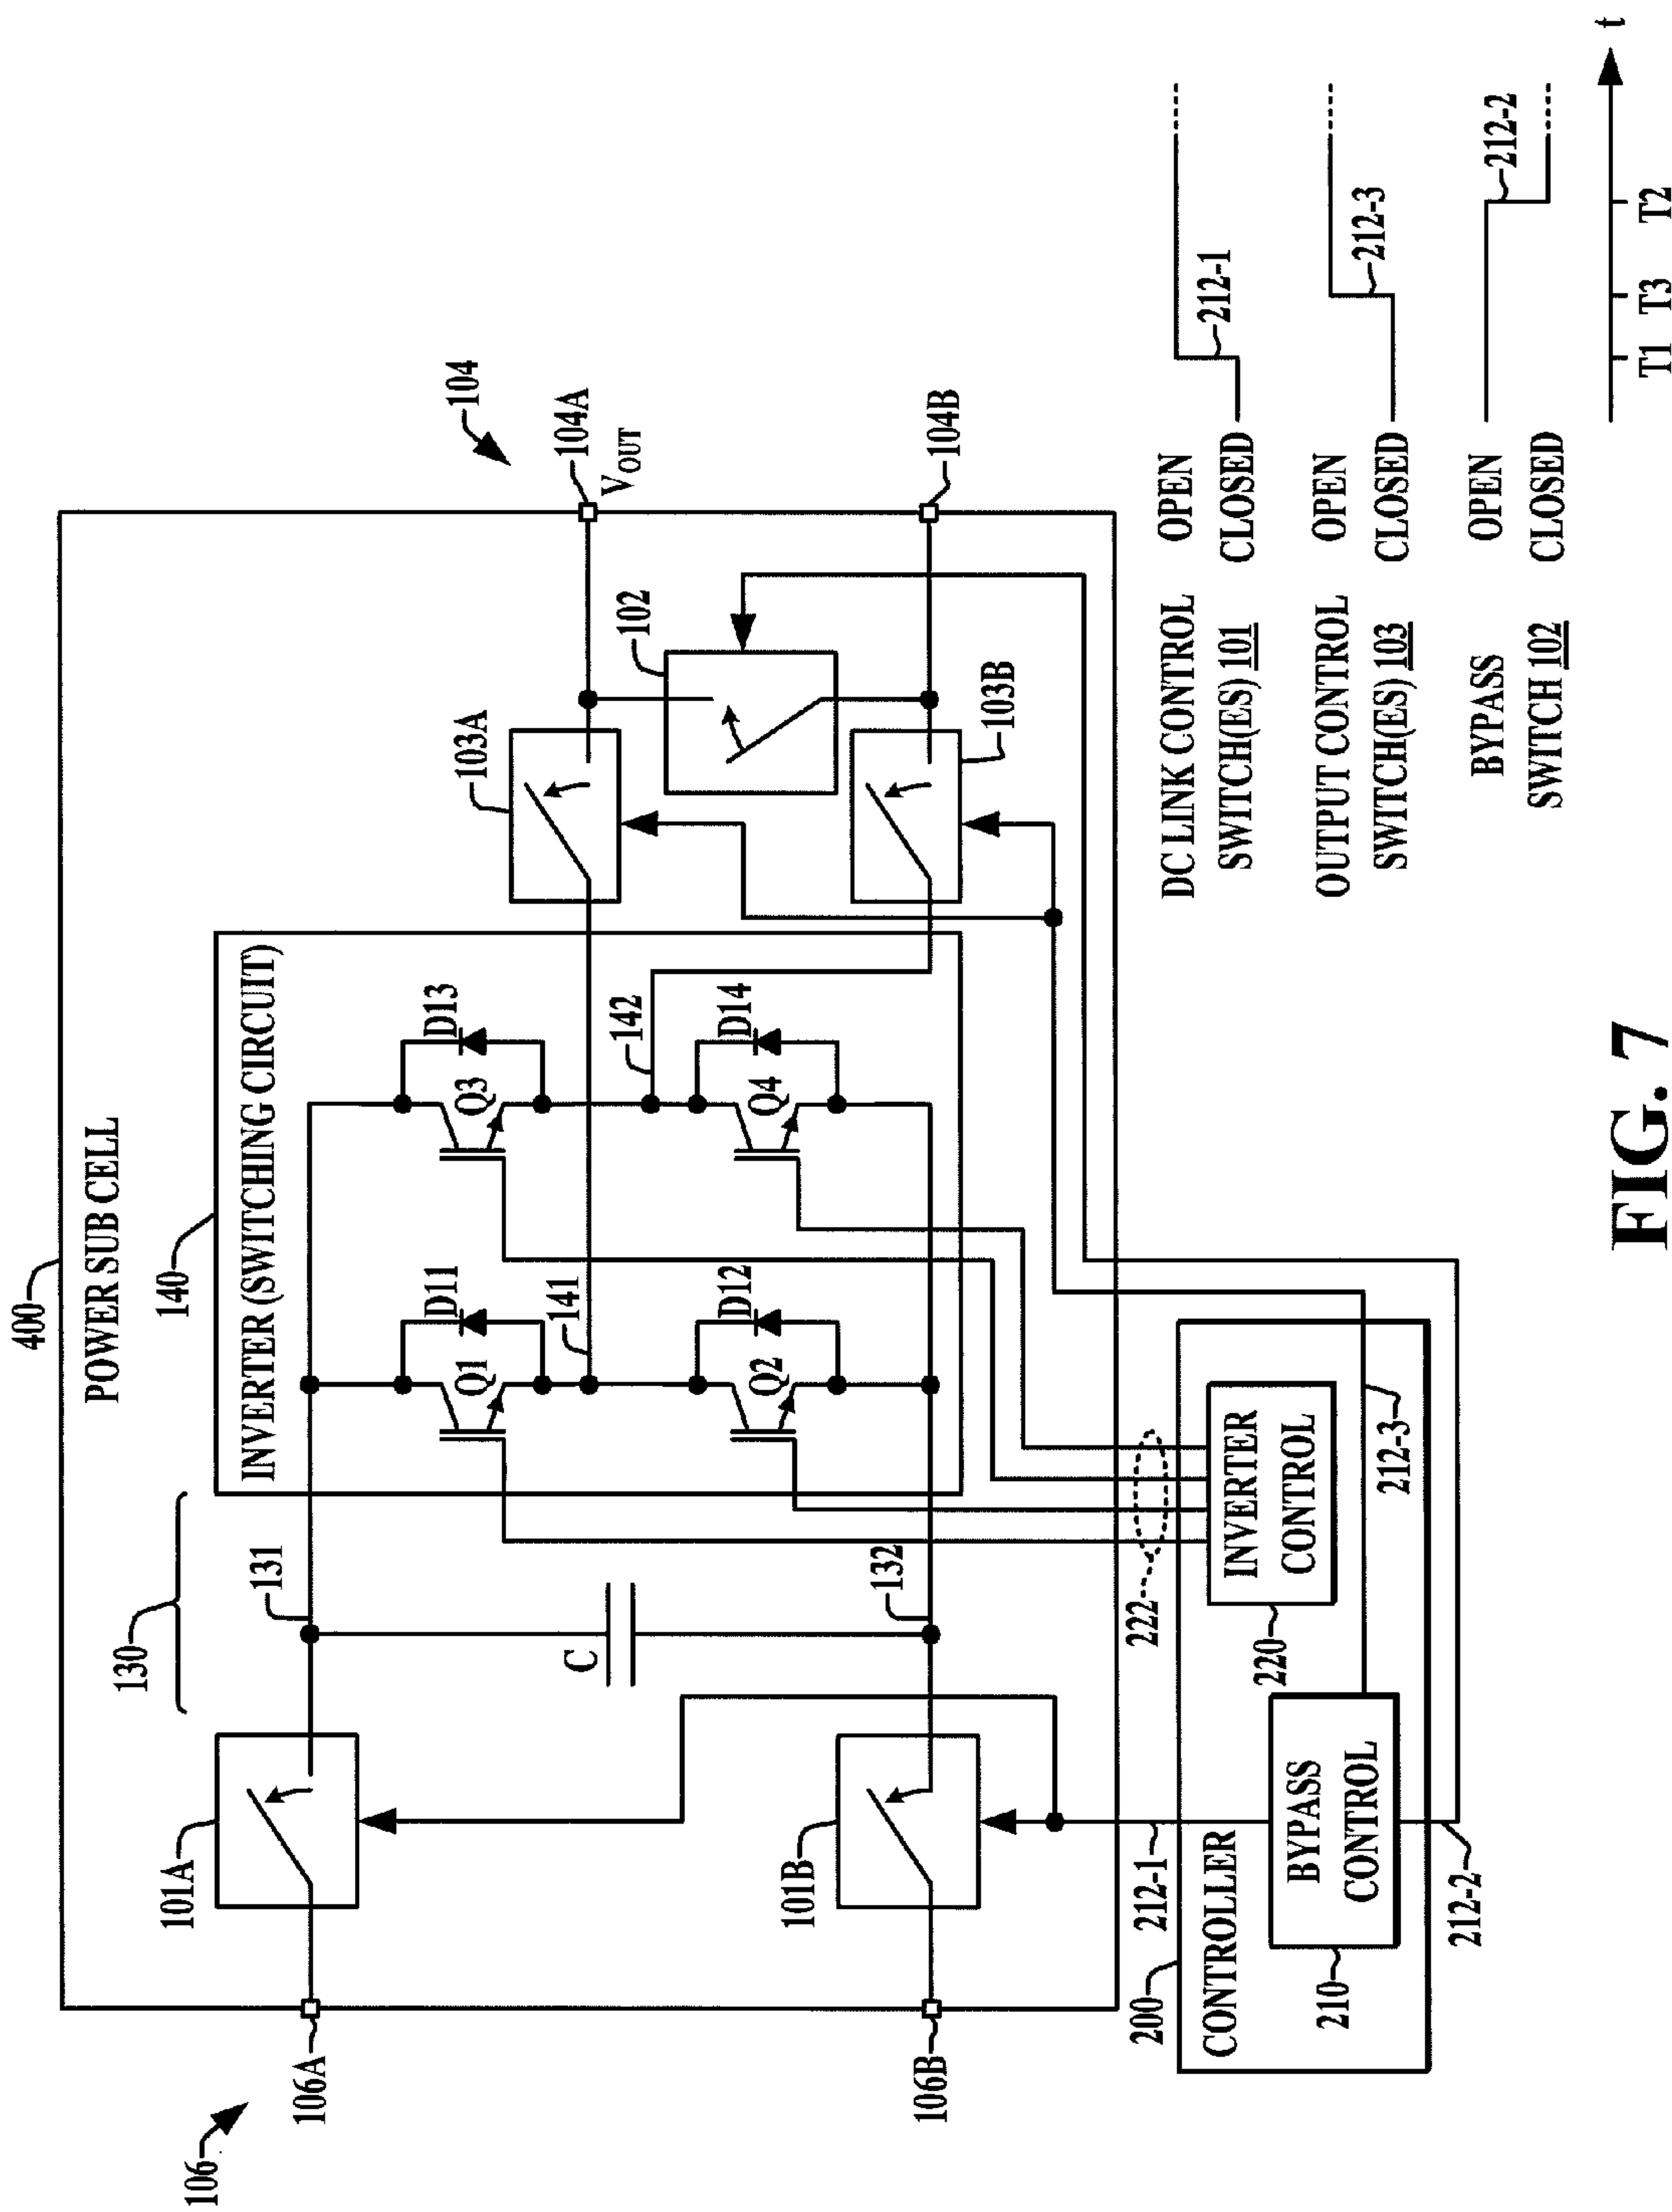 400
POWER SUB CELL
140
INVERTER (SWITCHING CIRCUIT)
106
106A
106B
101A
101B
130
131
132
C
Q1
D11
141
Q2
D12
Q3
D13
142
Q4
D14
103A
102
103B
104
104A
V_OUT
104B
222
200
CONTROLLER
212-1
210
BYPASS
CONTROL
212-2
220
INVERTER
CONTROL
212-3
DC LINK CONTROL
SWITCH(ES) 101
OPEN
CLOSED
212-1
OUTPUT CONTROL
SWITCH(ES) 103
OPEN
CLOSED
212-3
BYPASS
SWITCH 102
OPEN
CLOSED
212-2
T1
T3
T2
t
FIG. 7